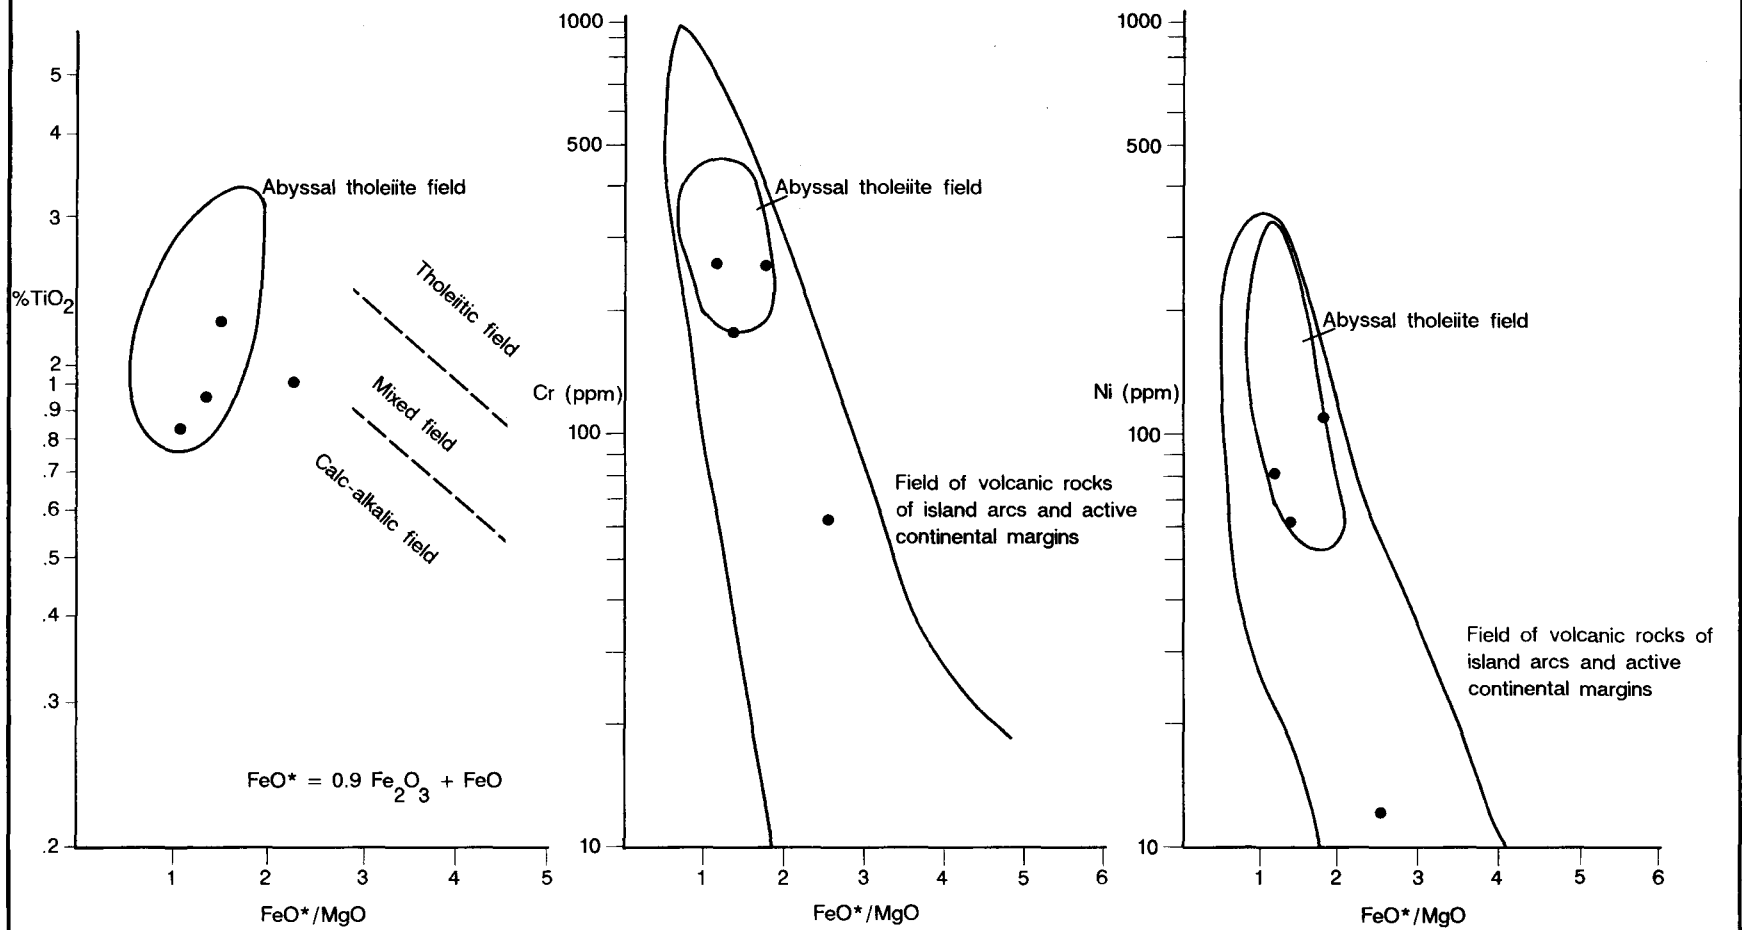 5
4
3
%TiO2
2
1
.9
.8
.7
.6
.5
.4
.3
.2
1
2
3
4
5
FeO*/MgO
Abyssal tholeiite field
Tholeiitic field
Mixed field
Calc-alkalic field
FeO* = 0.9 Fe2O3 + FeO
1000
500
Cr (ppm)
100
10
1
2
3
4
5
6
FeO*/MgO
Abyssal tholeiite field
Field of volcanic rocks
of island arcs and active
continental margins
1000
500
Ni (ppm)
100
10
1
2
3
4
5
6
FeO*/MgO
Abyssal tholeiite field
Field of volcanic rocks of
island arcs and active
continental margins